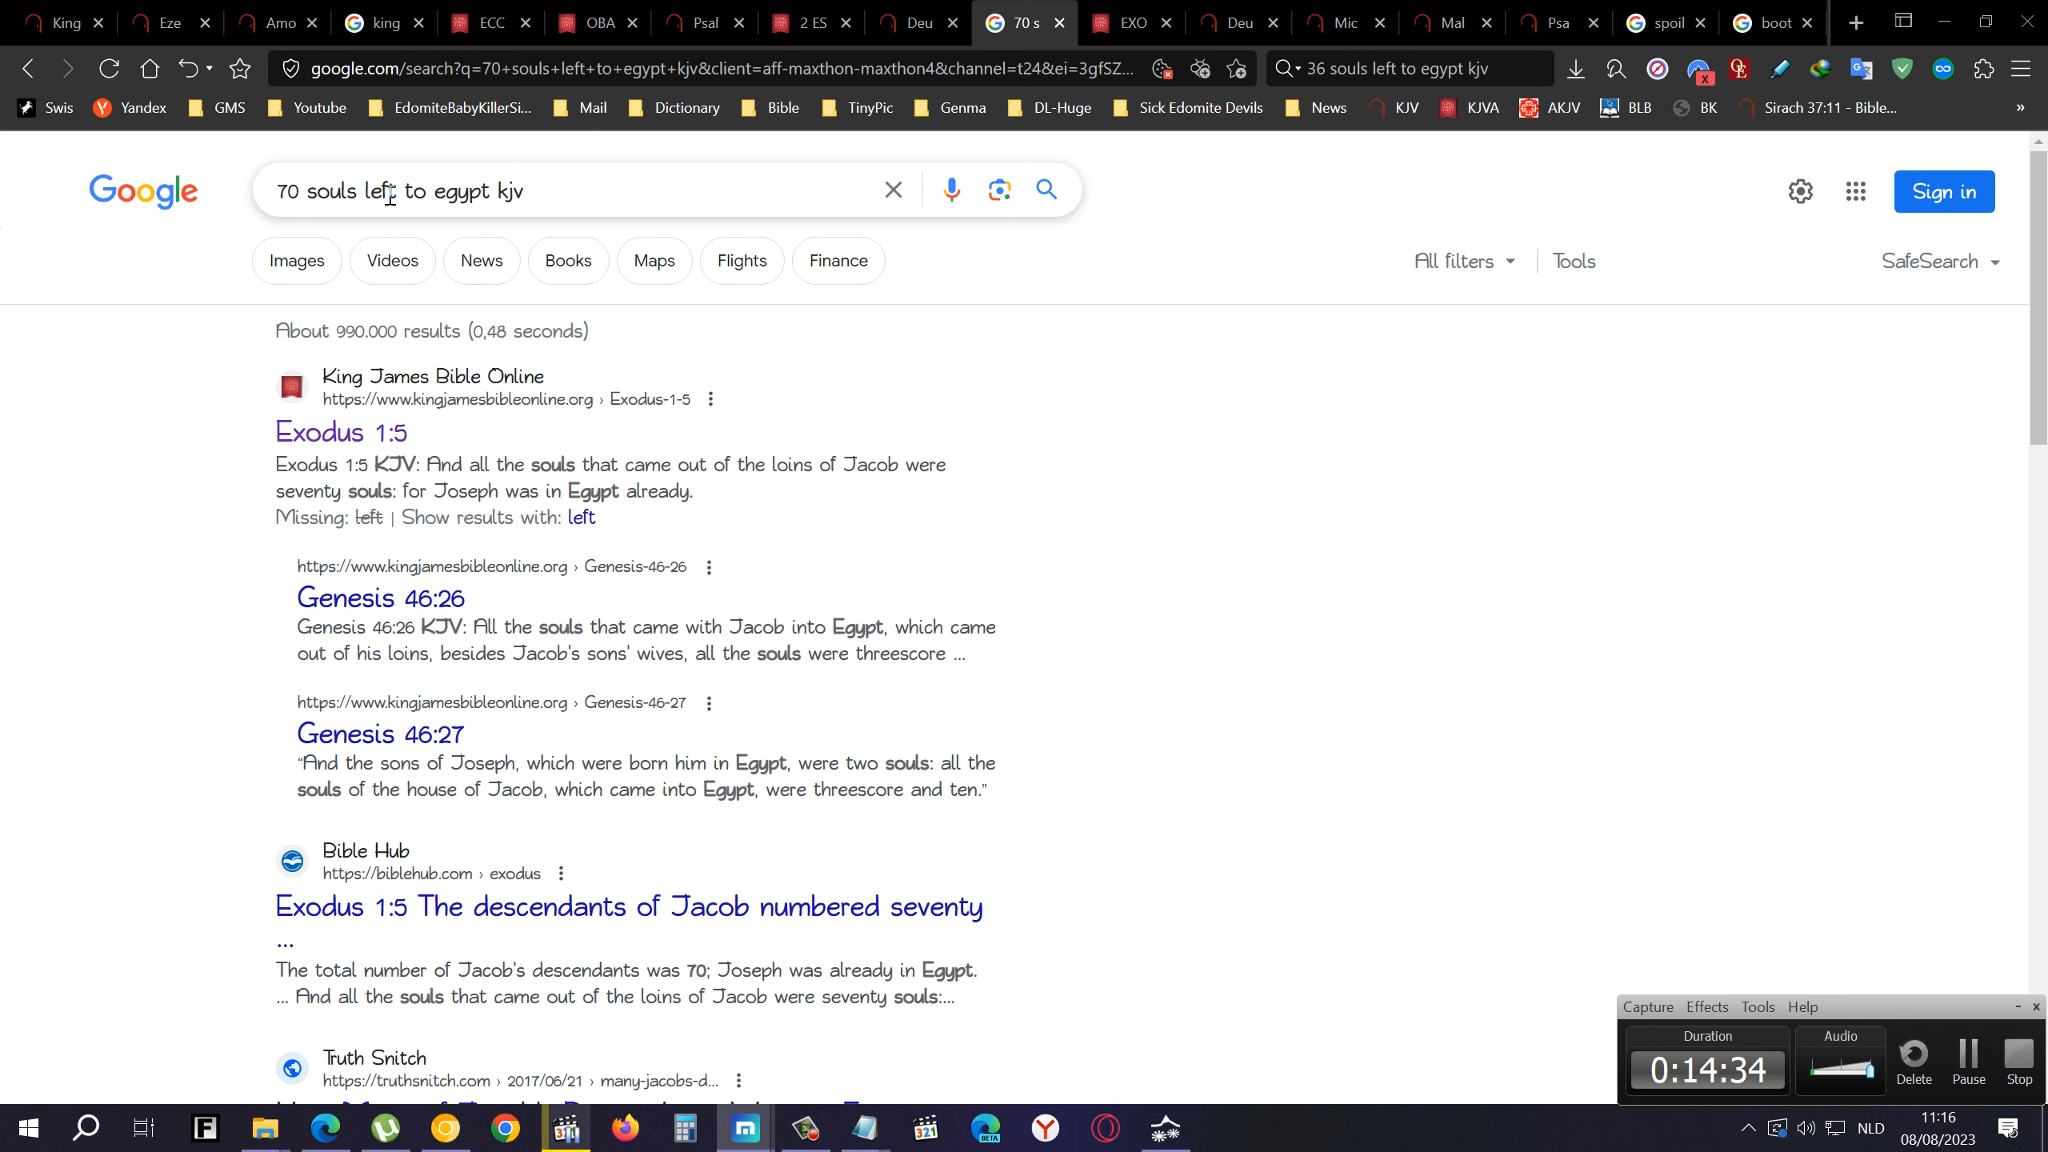 King
Eze
Amo
king
ECC
OBA
Psal
2 ES
Deu
70 s
EXO
Deu
Mic
Mal
Psa
spoil
boot
google.com/search?q=70+souls+left+to+egypt+kjv&client=aff-maxthon-maxthon4&channel=t24&ei=3gfSZ...
36 souls left to egypt kjv
Swis
Yandex
GMS
Youtube
EdomiteBabyKillerSi...
Mail
Dictionary
Bible
TinyPic
Genma
DL-Huge
Sick Edomite Devils
News
KJV
KJVA
AKJV
BLB
BK
Sirach 37:11 - Bible...
»
Google
70 souls left to egypt kjv
Sign in
Images
Videos
News
Books
Maps
Flights
Finance
All filters
Tools
SafeSearch
About 990.000 results (0,48 seconds)
King James Bible Online
https://www.kingjamesbibleonline.org › Exodus-1-5
Exodus 1:5
Exodus 1:5 KJV: And all the souls that came out of the loins of Jacob were
seventy souls: for Joseph was in Egypt already.
Missing: left | Show results with: left
https://www.kingjamesbibleonline.org › Genesis-46-26
Genesis 46:26
Genesis 46:26 KJV: All the souls that came with Jacob into Egypt, which came
out of his loins, besides Jacob's sons' wives, all the souls were threescore ...
https://www.kingjamesbibleonline.org › Genesis-46-27
Genesis 46:27
“And the sons of Joseph, which were born him in Egypt, were two souls: all the
souls of the house of Jacob, which came into Egypt, were threescore and ten.”
Bible Hub
https://biblehub.com › exodus
Exodus 1:5 The descendants of Jacob numbered seventy
...
The total number of Jacob's descendants was 70; Joseph was already in Egypt.
... And all the souls that came out of the loins of Jacob were seventy souls:...
Truth Snitch
https://truthsnitch.com › 2017/06/21 › many-jacobs-d...
Capture Effects Tools Help
Duration
Audio
0:14:34
Delete
Pause
Stop
NLD
11:16
08/08/2023